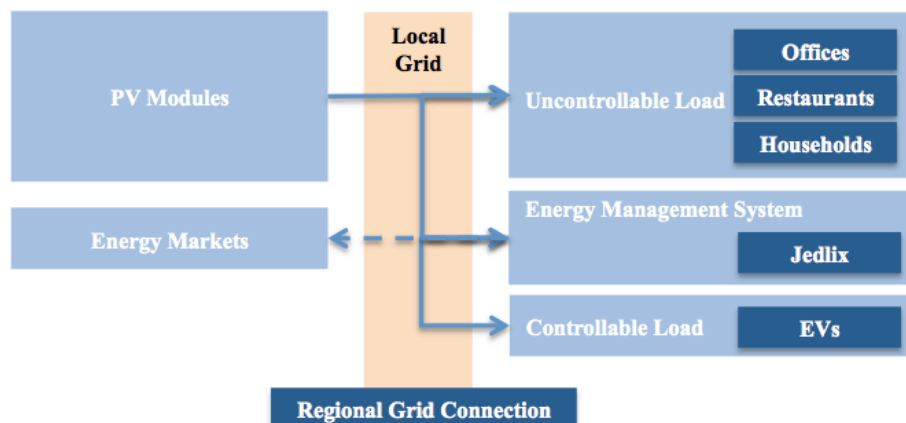 Local
Grid
PV Modules
Uncontrollable Load
Offices
Restaurants
Households
Energy Markets
Energy Management System
Jedlix
Controllable Load
EVs
Regional Grid Connection